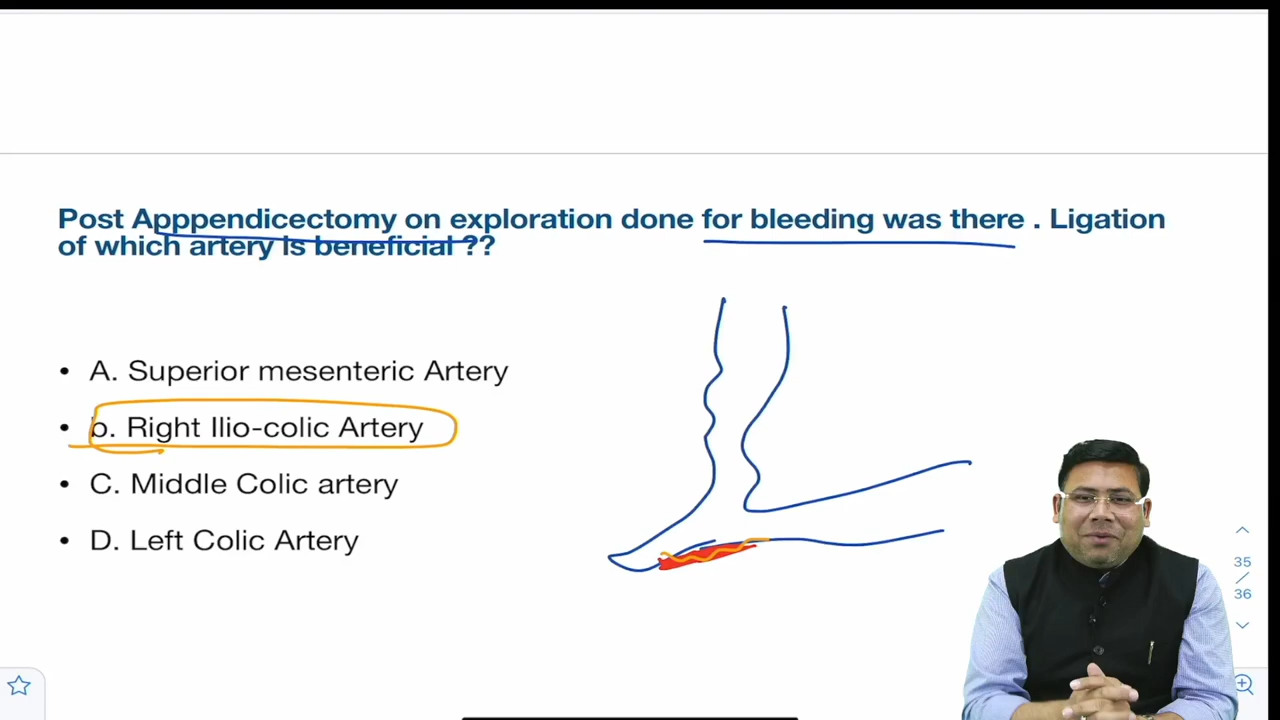 Post Apppendicectomy on exploration done for bleeding was there . Ligation
of which artery is beneficial ??
• A. Superior mesenteric Artery
• b. Right Ilio-colic Artery
• C. Middle Colic artery
• D. Left Colic Artery
35
/
36